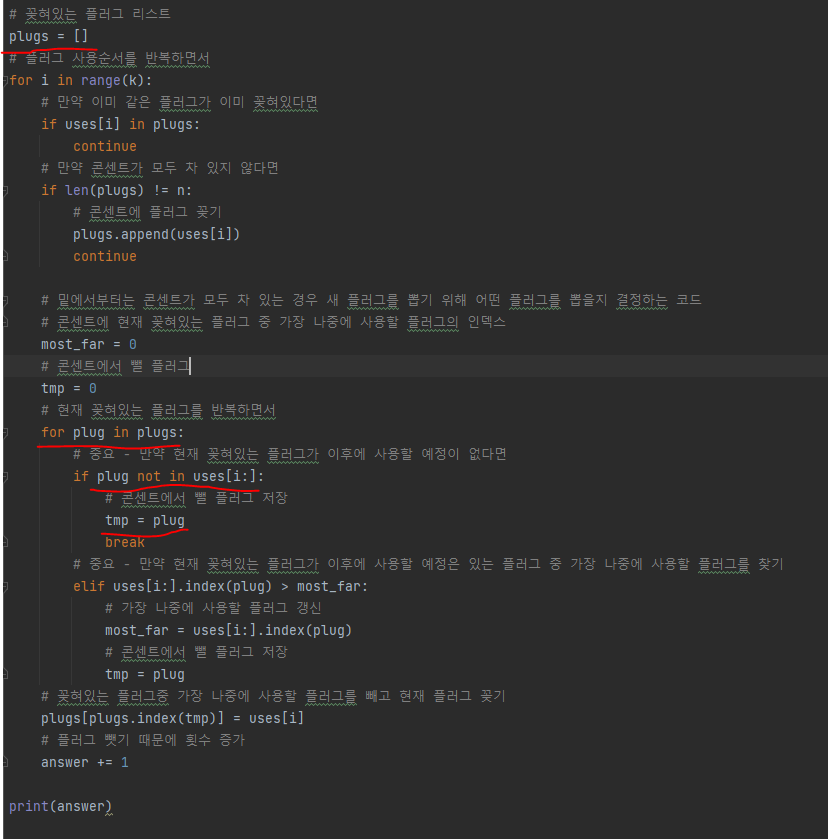 # 꽂혀있는 플러그 리스트
plugs = []
# 플러그 사용순서를 반복하면서
for i in range(k):
# 만약 이미 같은 플러그가 이미 꽂혀있다면
if uses[i] in plugs:
continue
# 만약 콘센트가 모두 차 있지 않다면
if len(plugs) != n:
# 콘센트에 플러그 꽂기
plugs.append(uses[i])
continue
# 밑에서부터는 콘센트가 모두 차 있는 경우 새 플러그를 뽑기 위해 어떤 플러그를 뽑을지 결정하는 코드
# 콘센트에 현재 꽂혀있는 플러그 중 가장 나중에 사용할 플러그의 인덱스
most_far = 0
# 콘센트에서 뺄 플러그
tmp = 0
# 현재 꽂혀있는 플러그를 반복하면서
for plug in plugs:
# 중요 - 만약 현재 꽂혀있는 플러그가 이후에 사용할 예정이 없다면
if plug not in uses[i:]:
# 콘센트에서 뺄 플러그 저장
tmp = plug
break
# 중요 - 만약 현재 꽂혀있는 플러그가 이후에 사용할 예정은 있는 플러그 중 가장 나중에 사용할 플러그를 찾기
elif uses[i:].index(plug) > most_far:
# 가장 나중에 사용할 플러그 갱신
most_far = uses[i:].index(plug)
# 콘센트에서 뺄 플러그 저장
tmp = plug
# 꽂혀있는 플러그중 가장 나중에 사용할 플러그를 빼고 현재 플러그 꽂기
plugs[plugs.index(tmp)] = uses[i]
# 플러그 뺏기 때문에 횟수 증가
answer += 1
print(answer)